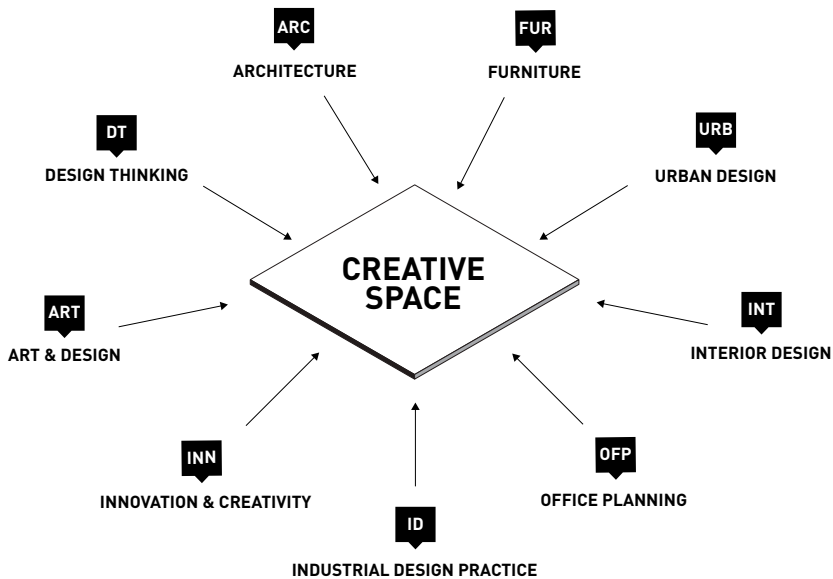 ARC
ARCHITECTURE
FUR
FURNITURE
DT
DESIGN THINKING
URB
URBAN DESIGN
CREATIVE
SPACE
ART
ART & DESIGN
INT
INTERIOR DESIGN
INN
INNOVATION & CREATIVITY
OFP
OFFICE PLANNING
ID
INDUSTRIAL DESIGN PRACTICE